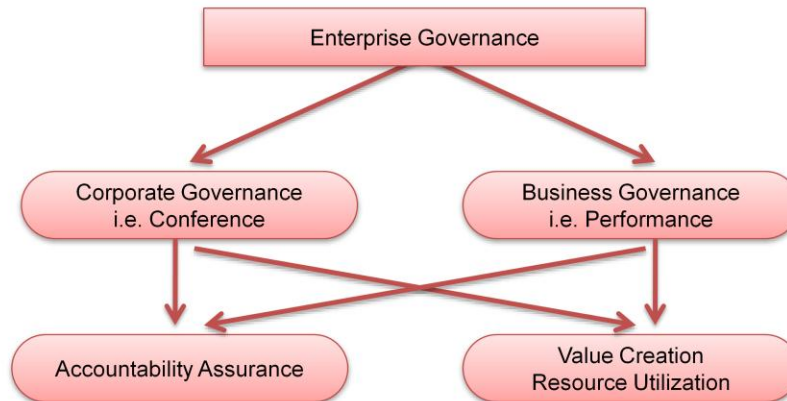 Enterprise Governance
Corporate Governance
i.e. Conference
Business Governance
i.e. Performance
Accountability Assurance
Value Creation
Resource Utilization